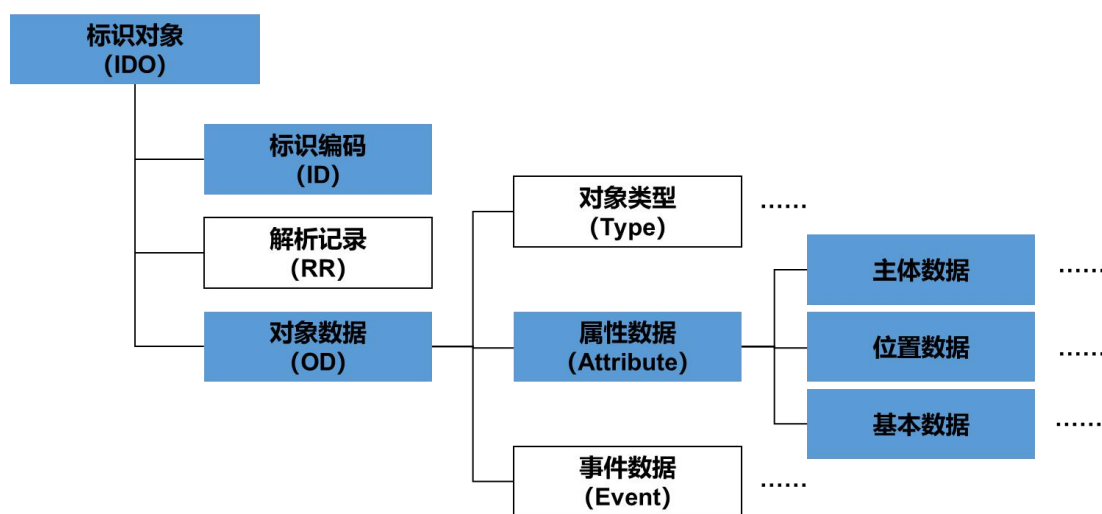 标识对象
（IDO）
标识编码
（ID）
解析记录
（RR）
对象数据
（OD）
对象类型
（Type）
……
属性数据
（Attribute）
事件数据
（Event）
……
主体数据
……
位置数据
……
基本数据
……